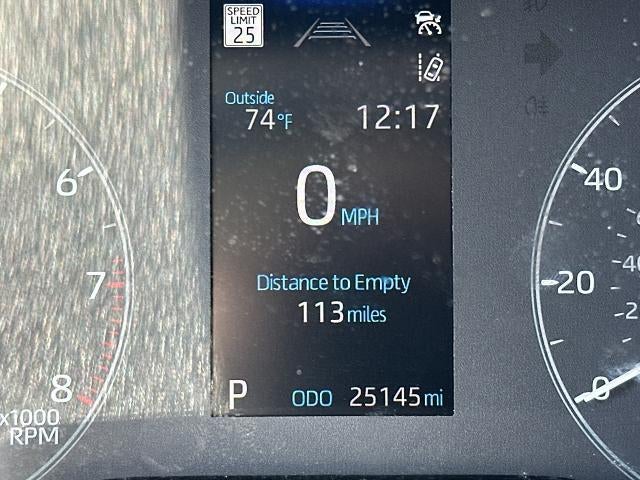 SPEED
LIMIT
25
Outside
74°F
12:17
0 MPH
Distance to Empty
113 miles
P
ODO 25145 mi
6
7
8
x1000
RPM
40
20
0